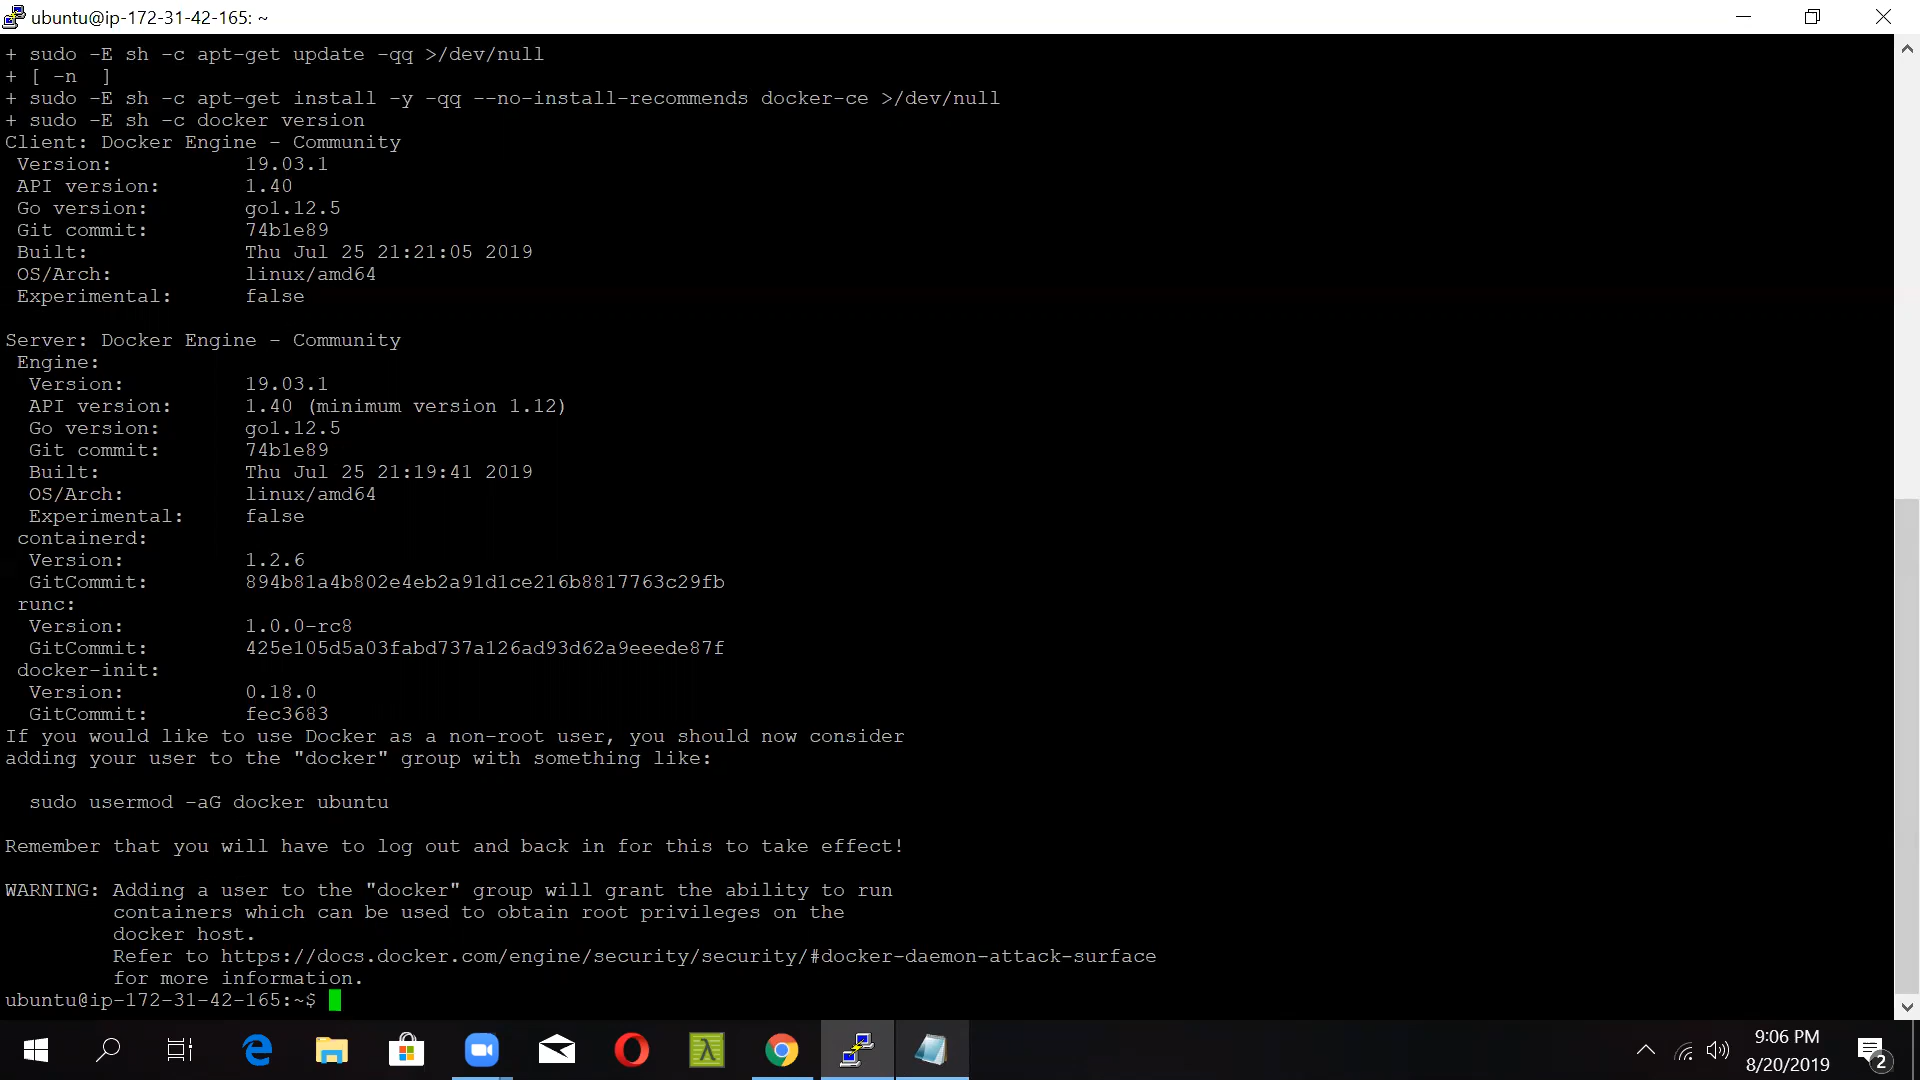 ubuntu@ip-172-31-42-165: ~
+ sudo -E sh -c apt-get update -qq >/dev/null
+ [ -n  ]
+ sudo -E sh -c apt-get install -y -qq --no-install-recommends docker-ce >/dev/null
+ sudo -E sh -c docker version
Client: Docker Engine - Community
 Version:           19.03.1
 API version:       1.40
 Go version:        go1.12.5
 Git commit:        74b1e89
 Built:             Thu Jul 25 21:21:05 2019
 OS/Arch:           linux/amd64
 Experimental:      false

Server: Docker Engine - Community
 Engine:
  Version:          19.03.1
  API version:      1.40 (minimum version 1.12)
  Go version:       go1.12.5
  Git commit:       74b1e89
  Built:            Thu Jul 25 21:19:41 2019
  OS/Arch:          linux/amd64
  Experimental:     false
 containerd:
  Version:          1.2.6
  GitCommit:        894b81a4b802e4eb2a91d1ce216b8817763c29fb
 runc:
  Version:          1.0.0-rc8
  GitCommit:        425e105d5a03fabd737a126ad93d62a9eeede87f
 docker-init:
  Version:          0.18.0
  GitCommit:        fec3683
If you would like to use Docker as a non-root user, you should now consider
adding your user to the "docker" group with something like:

  sudo usermod -aG docker ubuntu

Remember that you will have to log out and back in for this to take effect!

WARNING: Adding a user to the "docker" group will grant the ability to run
         containers which can be used to obtain root privileges on the
         docker host.
         Refer to https://docs.docker.com/engine/security/security/#docker-daemon-attack-surface
         for more information.
ubuntu@ip-172-31-42-165:~$
9:06 PM
8/20/2019
2